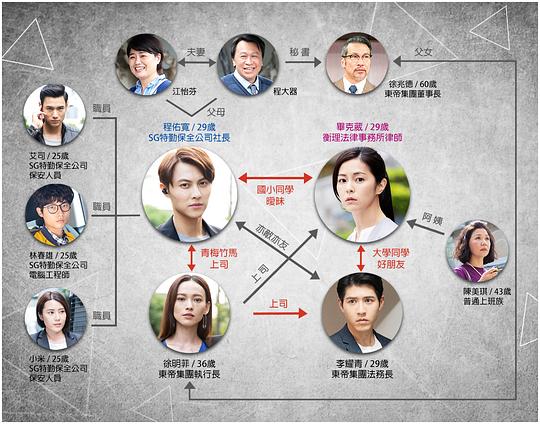 夫妻
秘書
父女
江怡芬
程大器
徐兆德 / 60歲
東帝集團董事長
父母
職員
艾司 / 25歲
SG特勤保全公司
保安人員
程佑寬 / 29歲
SG特勤保全公司社長
畢克葳 / 29歲
衡理法律事務所律師
國小同學
曖昧
職員
林春雄 / 25歲
SG特勤保全公司
電腦工程師
阿姨
亦敵亦友
青梅竹馬
上司
上司
大學同學
好朋友
陳美琪 / 43歲
普通上班族
職員
上司
小米 / 25歲
SG特勤保全公司
保安人員
徐明菲 / 36歲
東帝集團執行長
李耀青 / 29歲
東帝集團法務長